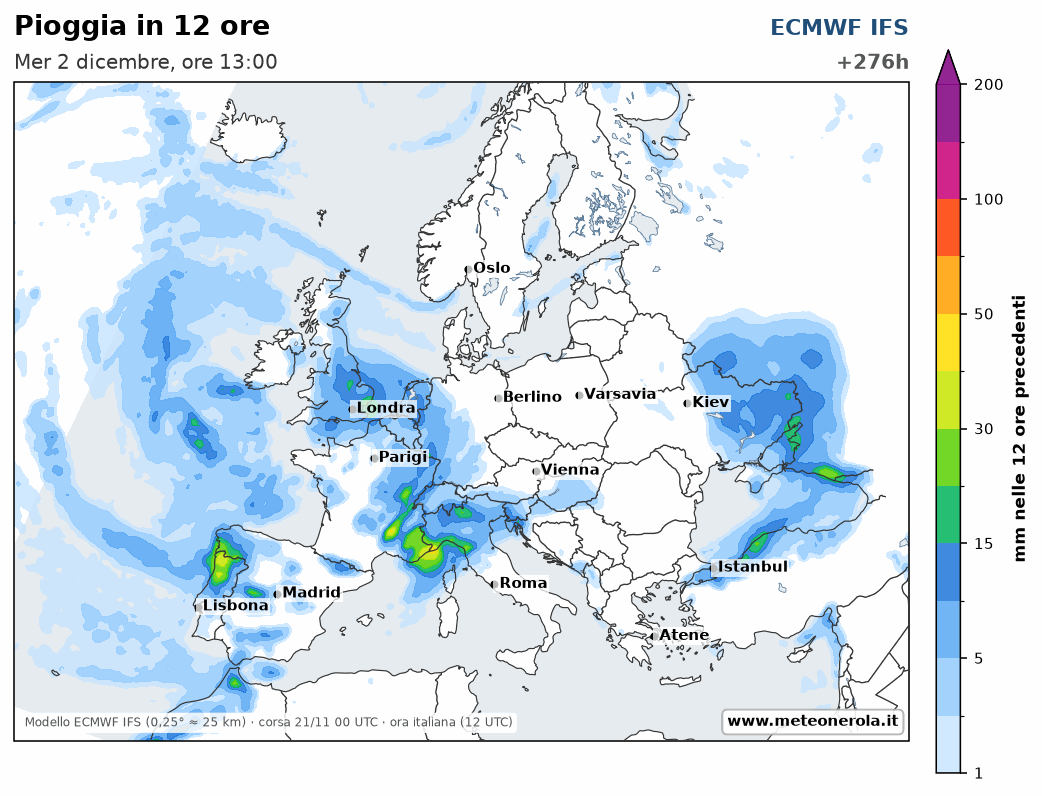 Pioggia in 12 ore
ECMWF IFS
Mer 2 dicembre, ore 13:00
+276h
200
100
50
30
15
5
1
mm nelle 12 ore precedenti
Oslo
Berlino
Varsavia
Kiev
Londra
Parigi
Vienna
Istanbul
Roma
Madrid
Lisbona
Atene
Modello ECMWF IFS (0,25° ≈ 25 km) · corsa 21/11 00 UTC · ora italiana (12 UTC)
www.meteonerola.it